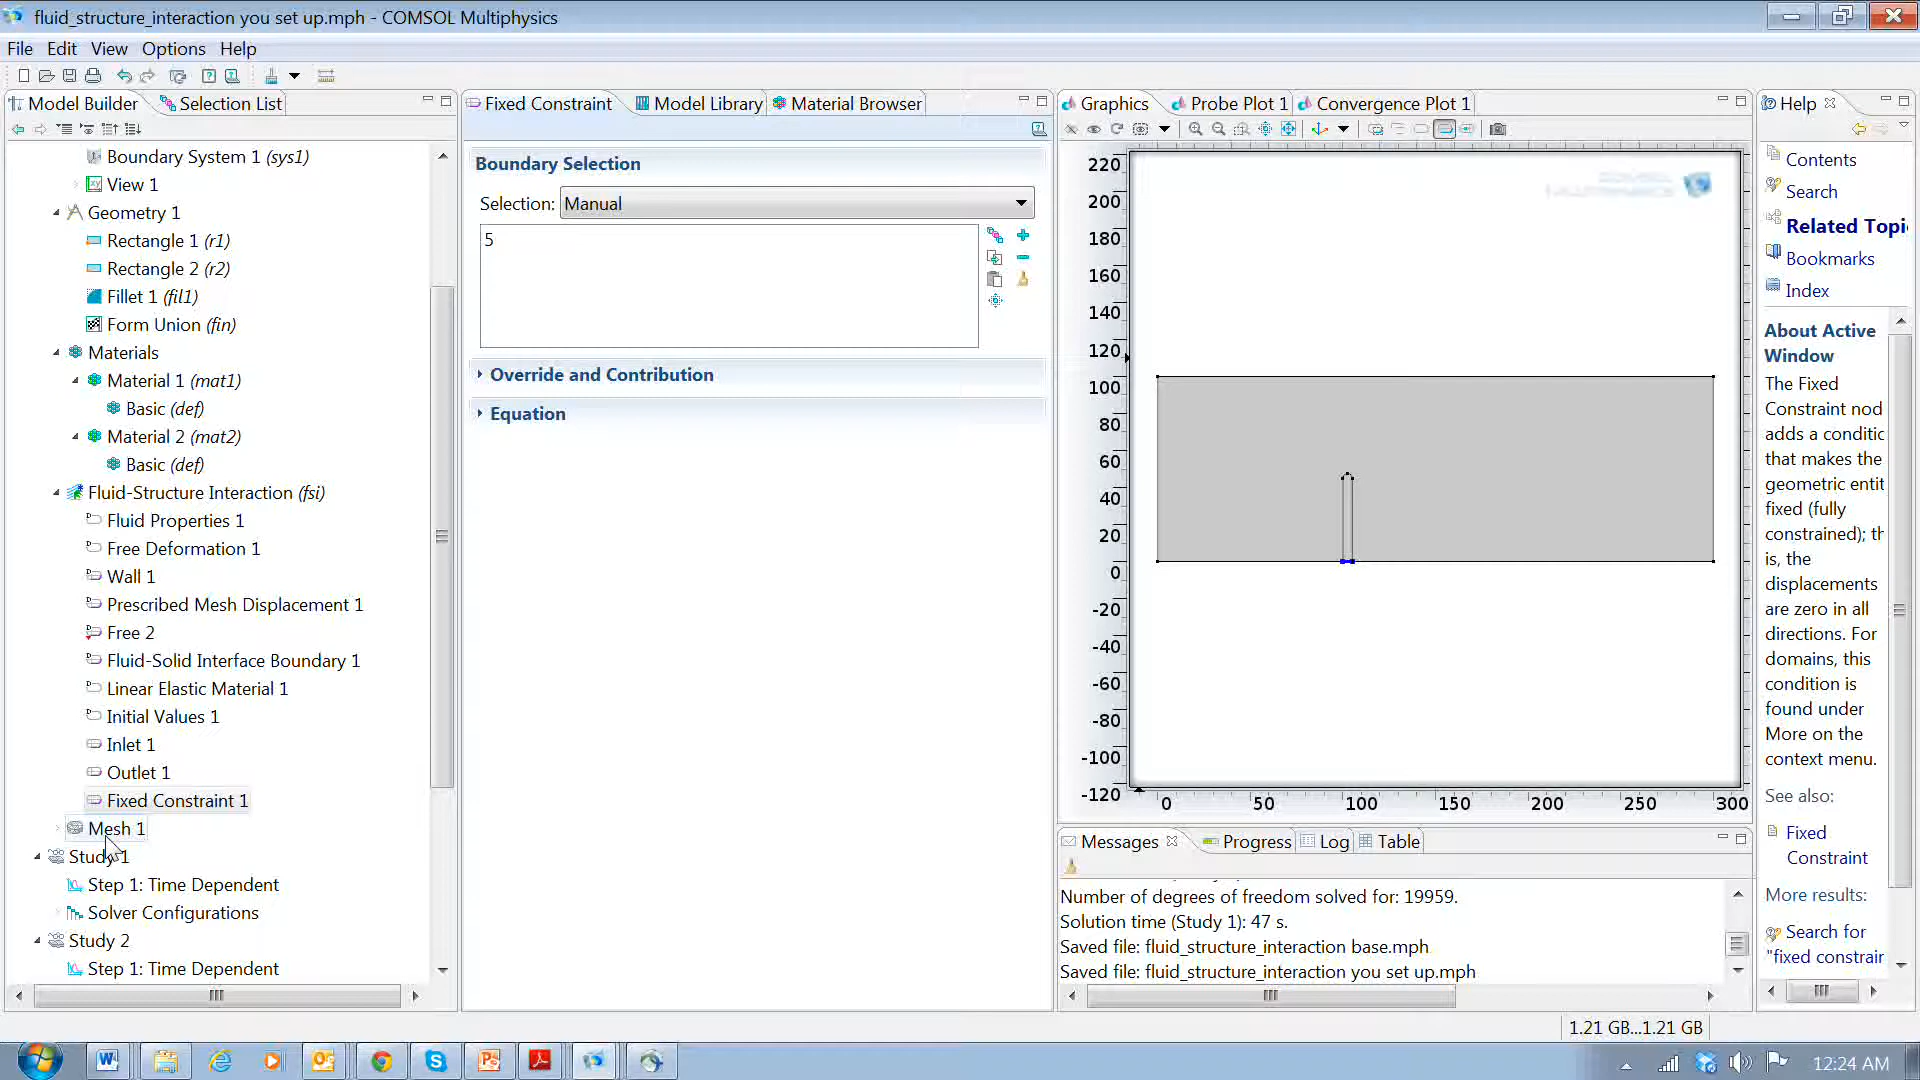 fluid_structure_interaction you set up.mph - COMSOL Multiphysics
File Edit View Options Help
Model Builder
Selection List
Boundary System 1 (sys1)
View 1
Geometry 1
Rectangle 1 (r1)
Rectangle 2 (r2)
Fillet 1 (fil1)
Form Union (fin)
Materials
Material 1 (mat1)
Basic (def)
Material 2 (mat2)
Basic (def)
Fluid-Structure Interaction (fsi)
Fluid Properties 1
Free Deformation 1
Wall 1
Prescribed Mesh Displacement 1
Free 2
Fluid-Solid Interface Boundary 1
Linear Elastic Material 1
Initial Values 1
Inlet 1
Outlet 1
Fixed Constraint 1
Mesh 1
Study 1
Step 1: Time Dependent
Solver Configurations
Study 2
Step 1: Time Dependent
Fixed Constraint
Model Library
Material Browser
Boundary Selection
Selection: Manual
5
Override and Contribution
Equation
Graphics
Probe Plot 1
Convergence Plot 1
220
200
180
160
140
120
100
80
60
40
20
0
-20
-40
-60
-80
-100
-120
0 50 100 150 200 250 300
COMSOL
MULTIPHYSICS
Messages
Progress
Log
Table
Number of degrees of freedom solved for: 19959.
Solution time (Study 1): 47 s.
Saved file: fluid_structure_interaction base.mph
Saved file: fluid_structure_interaction you set up.mph
Help
Contents
Search
Related Topi
Bookmarks
Index
About Active
Window
The Fixed
Constraint nod
adds a conditic
that makes the
geometric entit
fixed (fully
constrained); th
is, the
displacements
are zero in all
directions. For
domains, this
condition is
found under
More on the
context menu.
See also:
Fixed
Constraint
More results:
Search for
"fixed constrair
1.21 GB...1.21 GB
12:24 AM